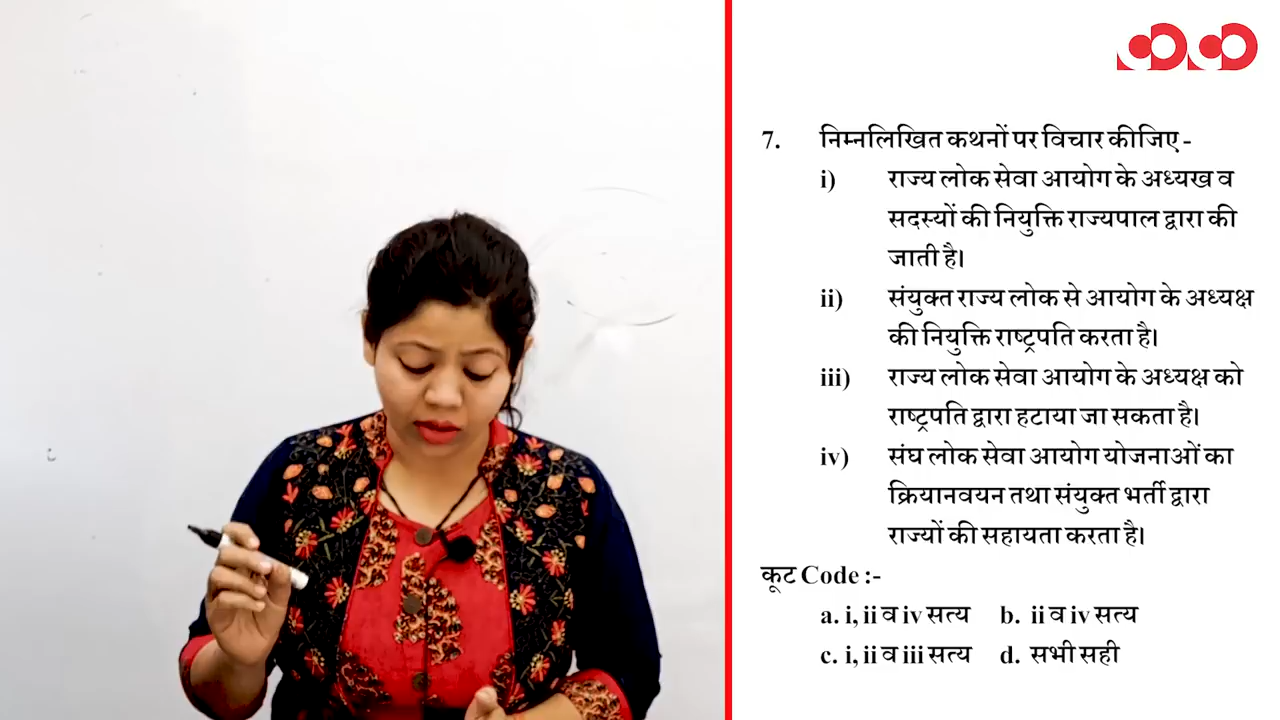 7. निम्नलिखित कथनों पर विचार कीजिए -
i) राज्य लोक सेवा आयोग के अध्यख व
सदस्यों की नियुक्ति राज्यपाल द्वारा की
जाती है।
ii) संयुक्त राज्य लोक से आयोग के अध्यक्ष
की नियुक्ति राष्ट्रपति करता है।
iii) राज्य लोक सेवा आयोग के अध्यक्ष को
राष्ट्रपति द्वारा हटाया जा सकता है।
iv) संघ लोक सेवा आयोग योजनाओं का
क्रियानवयन तथा संयुक्त भर्ती द्वारा
राज्यों की सहायता करता है।
कूट Code :-
a. i, ii व iv सत्य b. ii व iv सत्य
c. i, ii व iii सत्य d. सभी सही